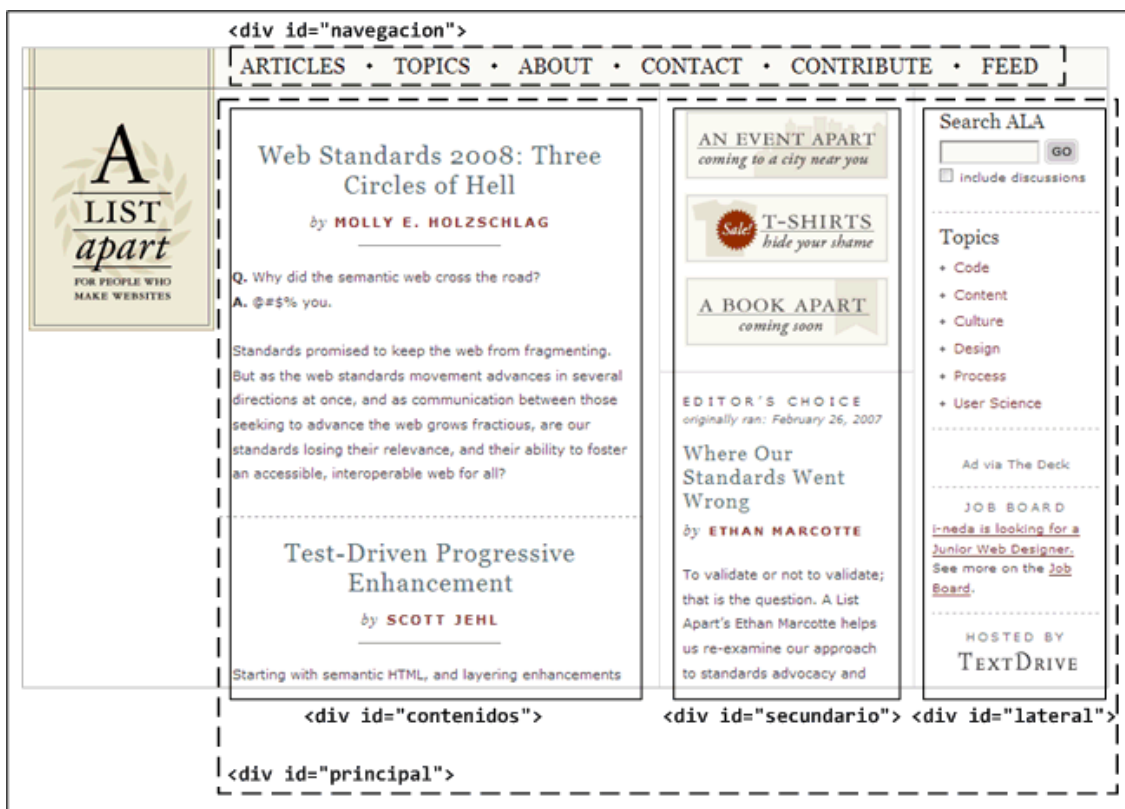 <div id="navegacion">
ARTICLES • TOPICS • ABOUT • CONTACT • CONTRIBUTE • FEED
A
LIST
apart
FOR PEOPLE WHO
MAKE WEBSITES
Web Standards 2008: Three
Circles of Hell
by MOLLY E. HOLZSCHLAG
Q. Why did the semantic web cross the road?
A. @#$% you.
Standards promised to keep the web from fragmenting.
But as the web standards movement advances in several
directions at once, and as communication between those
seeking to advance the web grows fractious, are our
standards losing their relevance, and their ability to foster
an accessible, interoperable web for all?
Test-Driven Progressive
Enhancement
by SCOTT JEHL
Starting with semantic HTML, and layering enhancements
<div id="contenidos">
AN EVENT APART
coming to a city near you
Sale!
T-SHIRTS
hide your shame
A BOOK APART
coming soon
EDITOR'S CHOICE
originally ran: February 26, 2007
Where Our
Standards Went
Wrong
by ETHAN MARCOTTE
To validate or not to validate;
that is the question. A List
Apart's Ethan Marcotte helps
us re-examine our approach
to standards advocacy and
<div id="secundario">
Search ALA
GO
include discussions
Topics
+ Code
+ Content
+ Culture
+ Design
+ Process
+ User Science
Ad via The Deck
JOB BOARD
i-neda is looking for a
Junior Web Designer.
See more on the Job
Board.
HOSTED BY
TEXTDRIVE
<div id="lateral">
<div id="principal">